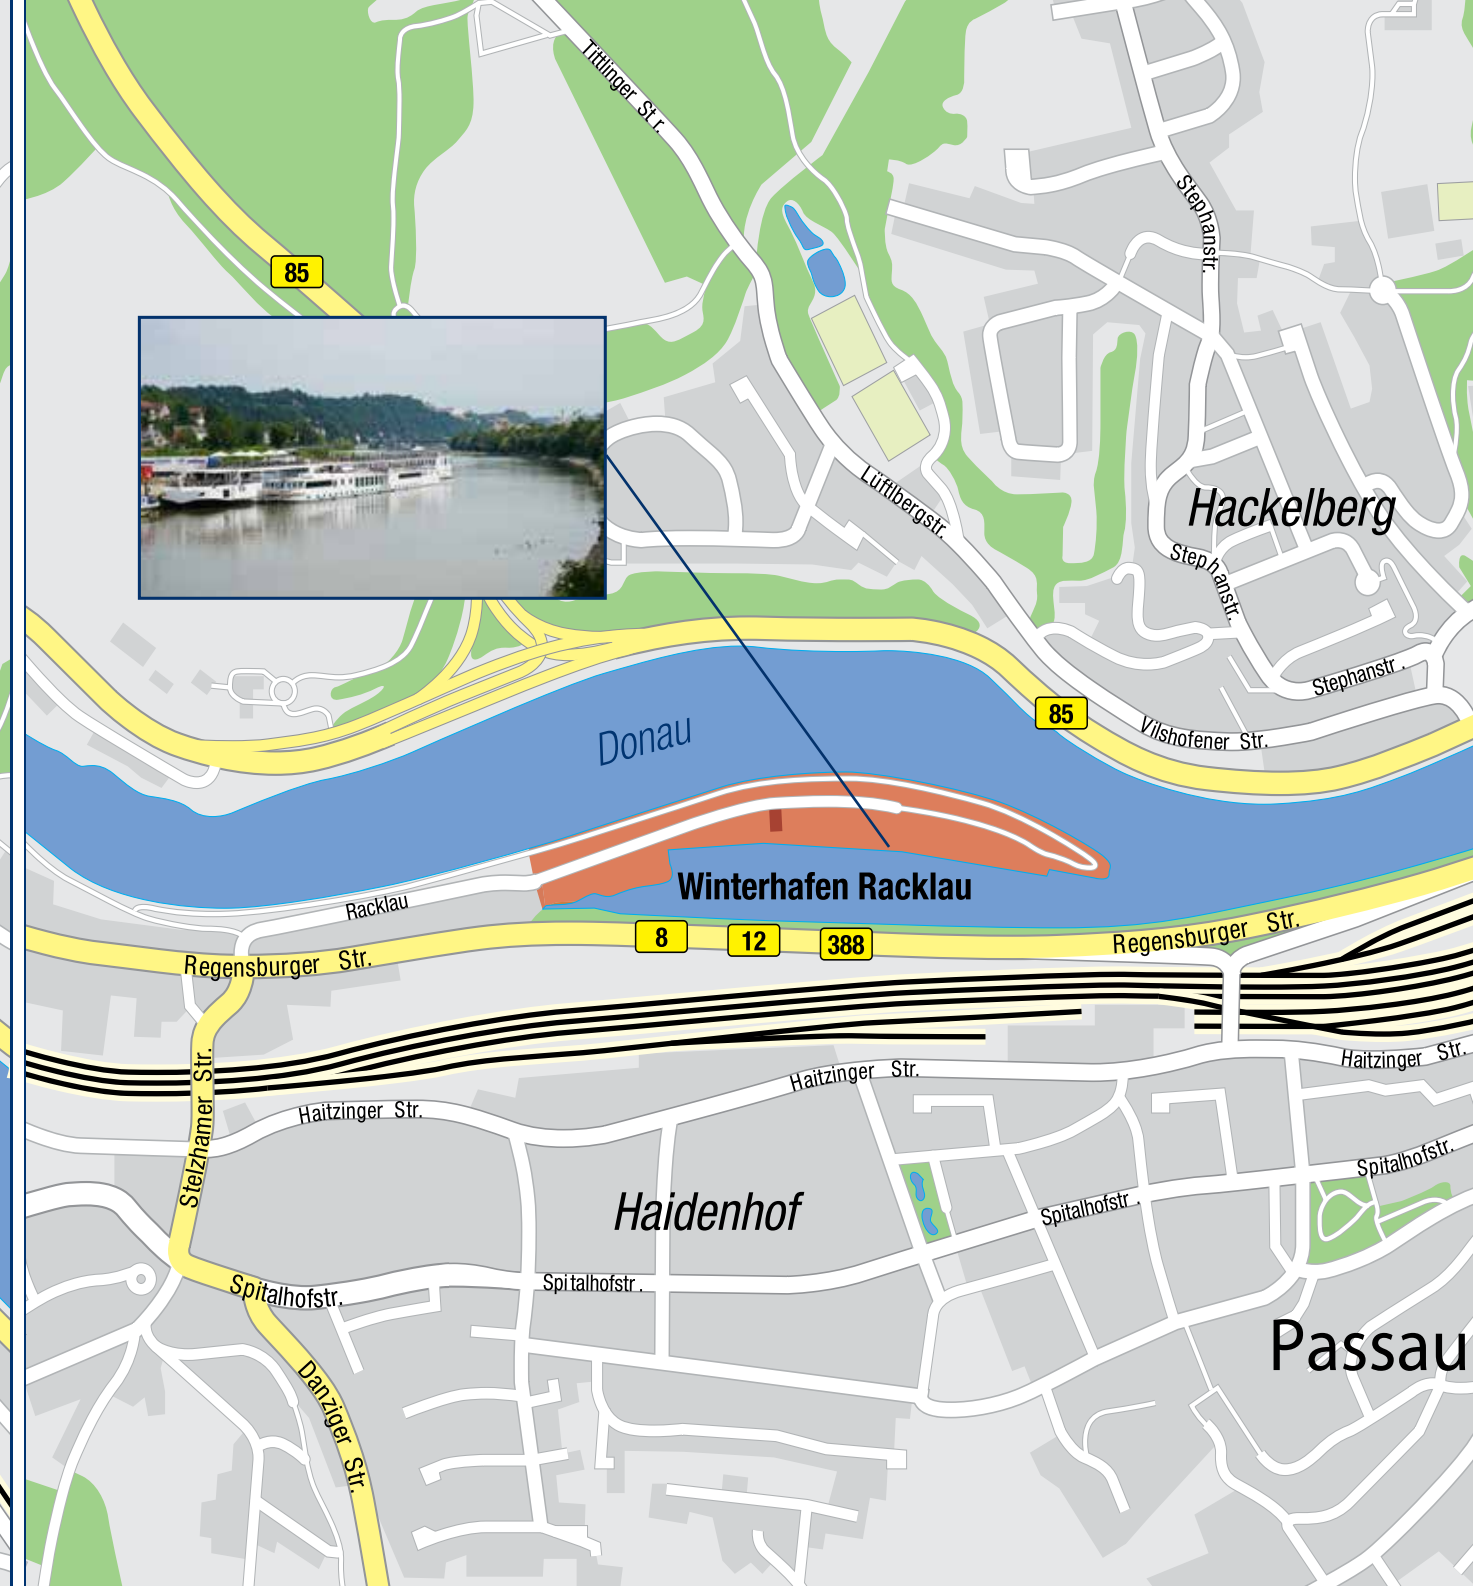 Tittlinger Str.
Stephanstr.
85
Lüftlbergstr.
Hackelberg
Stephanstr.
Stephanstr.
85
Vilshofener Str.
Donau
Winterhafen Racklau
Racklau
Regensburger Str.
8
12
388
Regensburger Str.
Haitzinger Str.
Haitzinger Str.
Haitzinger Str.
Stelzhamer Str.
Spitalhofstr.
Haidenhof
Spitalhofstr.
Spitalhofstr.
Spitalhofstr.
Passau
Danziger Str.